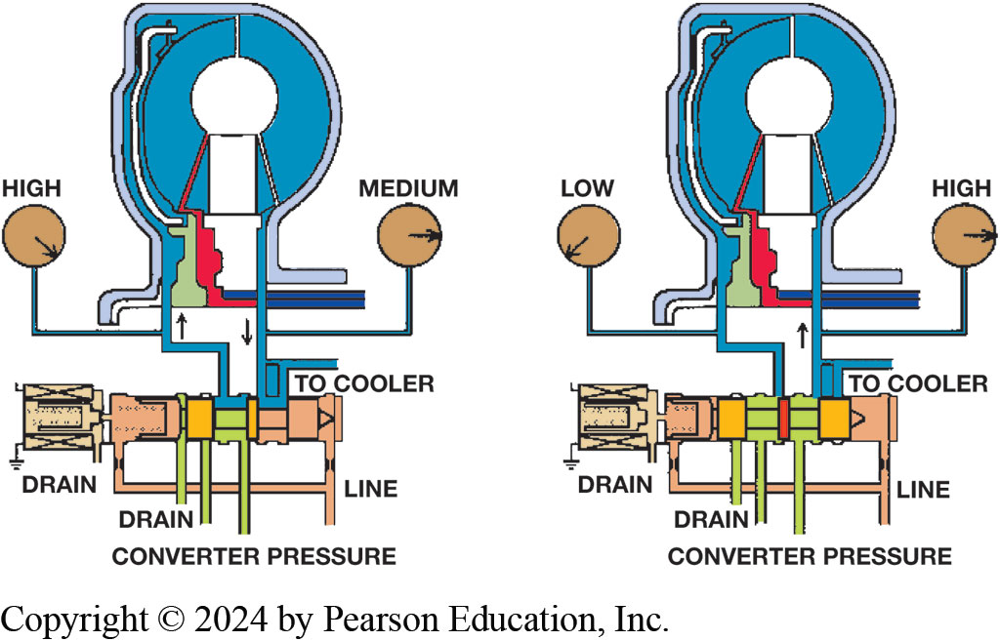 HIGH
MEDIUM
LOW
HIGH
TO COOLER
TO COOLER
DRAIN
LINE
DRAIN
LINE
DRAIN
DRAIN
CONVERTER PRESSURE
CONVERTER PRESSURE
Copyright © 2024 by Pearson Education, Inc.